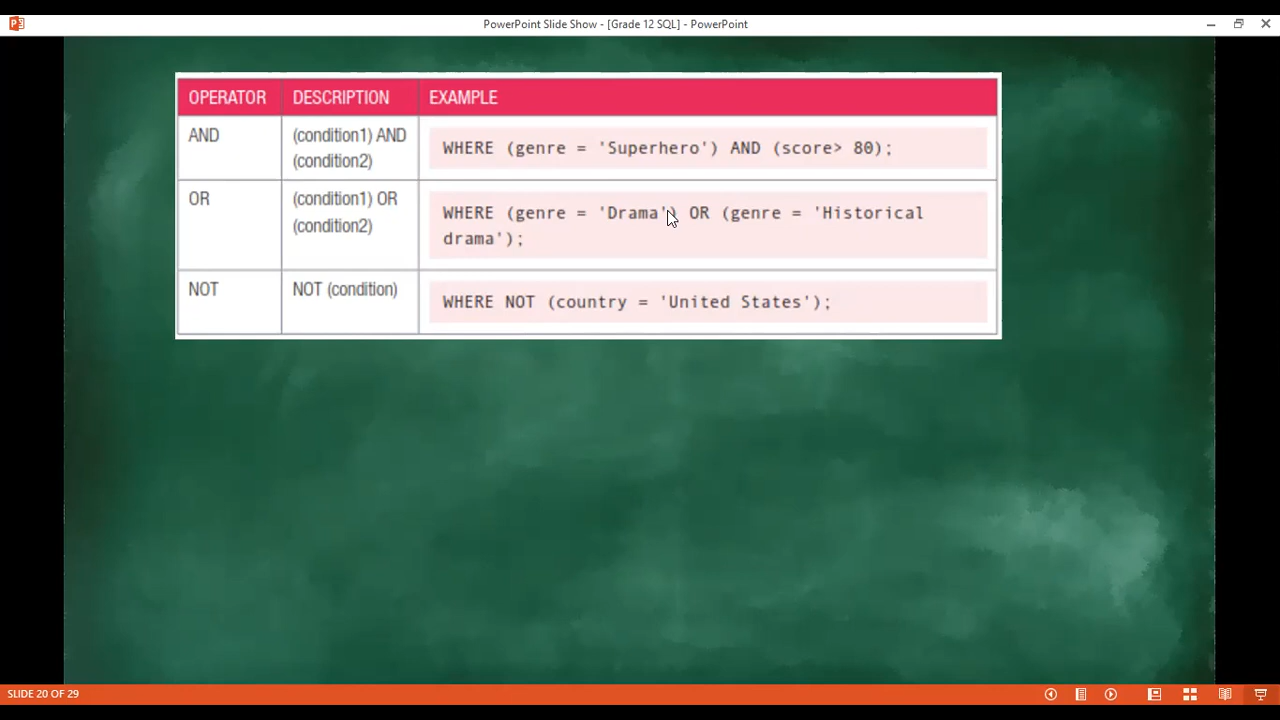 PowerPoint Slide Show - [Grade 12 SQL] - PowerPoint
OPERATOR DESCRIPTION EXAMPLE
AND (condition1) AND (condition2) WHERE (genre = 'Superhero') AND (score> 80);
OR (condition1) OR (condition2) WHERE (genre = 'Drama') OR (genre = 'Historical
drama');
NOT NOT (condition) WHERE NOT (country = 'United States');
SLIDE 20 OF 29